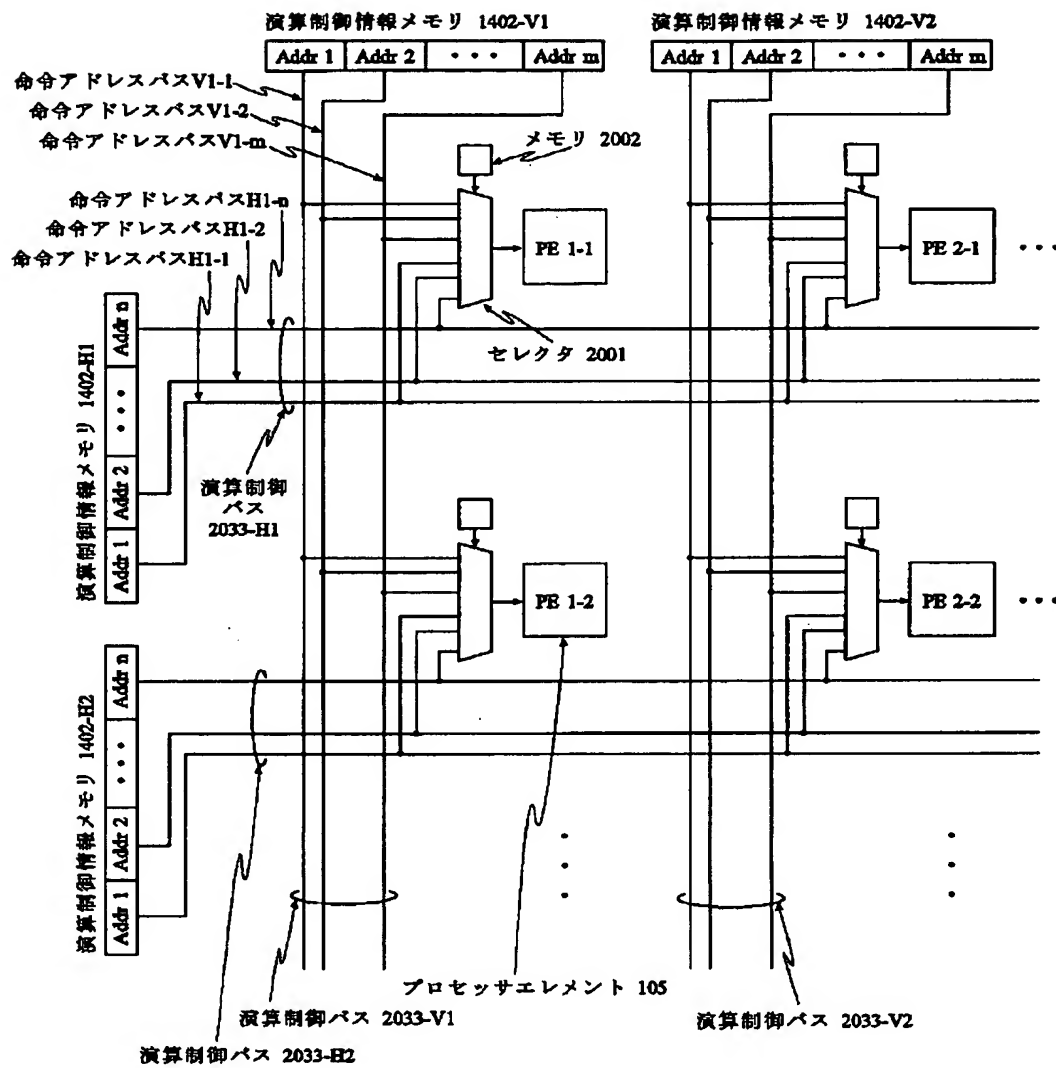 演算制御情報メモリ 1402-V1
演算制御情報メモリ 1402-V2
Addr 1 Addr 2 ・・・ Addr m
Addr 1 Addr 2 ・・・ Addr m
命令アドレスバスV1-1
命令アドレスバスV1-2
命令アドレスバスV1-m
メモリ 2002
命令アドレスバスH1-n
命令アドレスバスH1-2
命令アドレスバスH1-1
PE 1-1
PE 2-1
・・・
セレクタ 2001
演算制御情報メモリ 1402-H1
Addr 1 Addr 2 ・・・ Addr n
演算制御
バス
2033-H1
PE 1-2
PE 2-2
・・・
演算制御情報メモリ 1402-H2
Addr 1 Addr 2 ・・・ Addr n
プロセッサエレメント 105
演算制御バス 2033-V1
演算制御バス 2033-V2
演算制御バス 2033-H2